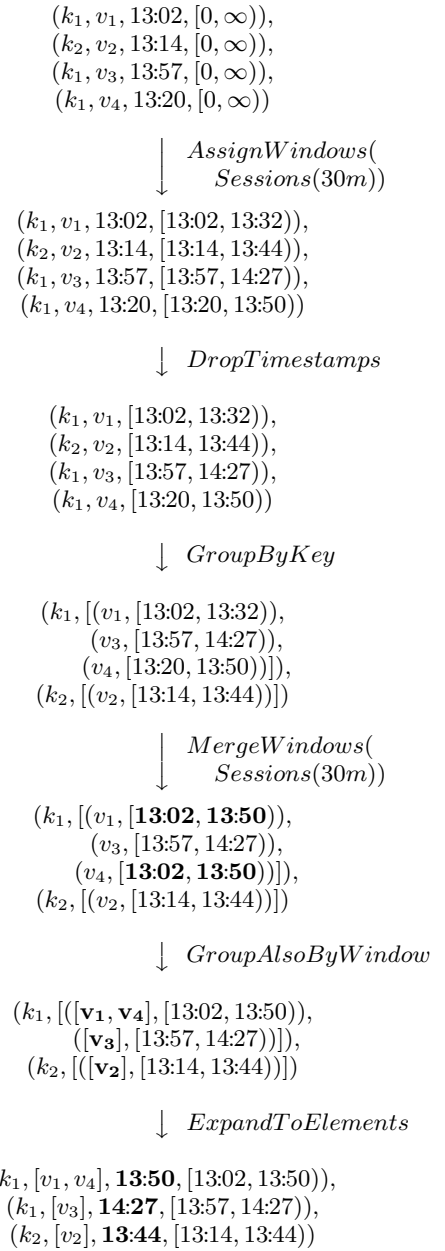 (k₁, v₁, 13:02, [0, ∞)),
(k₂, v₂, 13:14, [0, ∞)),
(k₁, v₃, 13:57, [0, ∞)),
(k₁, v₄, 13:20, [0, ∞))
↓ AssignWindows(
Sessions(30m))
(k₁, v₁, 13:02, [13:02, 13:32)),
(k₂, v₂, 13:14, [13:14, 13:44)),
(k₁, v₃, 13:57, [13:57, 14:27)),
(k₁, v₄, 13:20, [13:20, 13:50))
↓ DropTimestamps
(k₁, v₁, [13:02, 13:32)),
(k₂, v₂, [13:14, 13:44)),
(k₁, v₃, [13:57, 14:27)),
(k₁, v₄, [13:20, 13:50))
↓ GroupByKey
(k₁, [(v₁, [13:02, 13:32)),
(v₃, [13:57, 14:27)),
(v₄, [13:20, 13:50))]),
(k₂, [(v₂, [13:14, 13:44))])
↓ MergeWindows(
Sessions(30m))
(k₁, [(v₁, [13:02, 13:50)),
(v₃, [13:57, 14:27)),
(v₄, [13:02, 13:50))]),
(k₂, [(v₂, [13:14, 13:44))])
↓ GroupAlsoByWindow
(k₁, [([v₁, v₄], [13:02, 13:50)),
([v₃], [13:57, 14:27))]),
(k₂, [([v₂], [13:14, 13:44))])
↓ ExpandToElements
k₁, [v₁, v₄], 13:50, [13:02, 13:50)),
(k₁, [v₃], 14:27, [13:57, 14:27)),
(k₂, [v₂], 13:44, [13:14, 13:44))